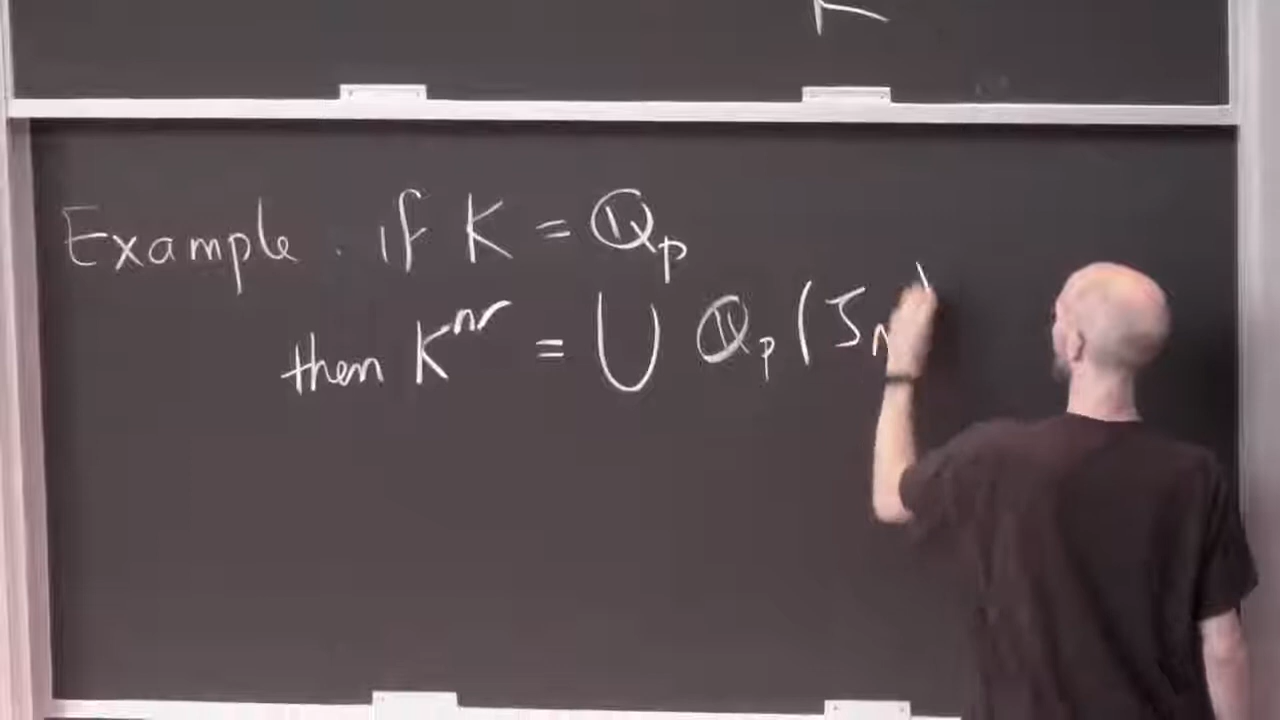 Example. if K = ℚp
then K^nr = ⋃ ℚp(ζn)